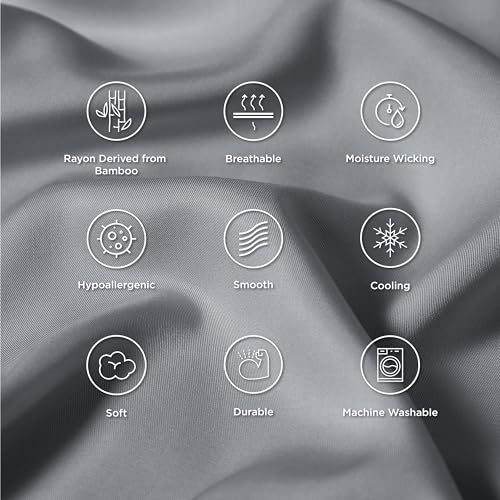 Rayon Derived from
Bamboo
Breathable
Moisture Wicking
Hypoallergenic
Smooth
Cooling
Soft
Durable
Machine Washable